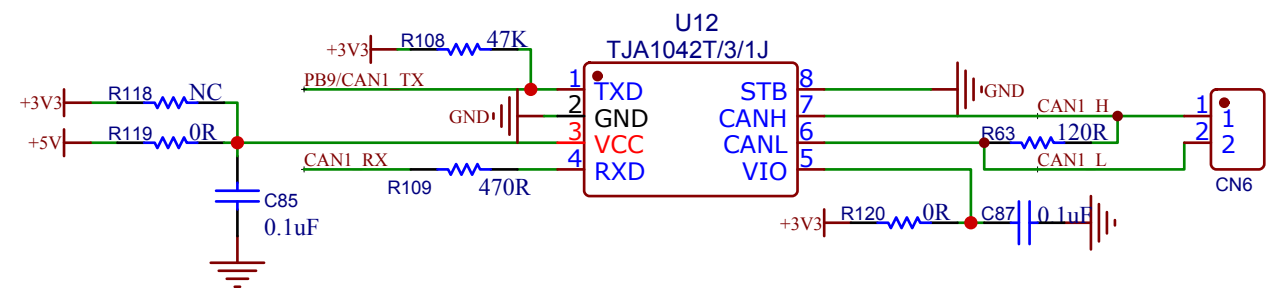 U12
TJA1042T/3/1J
+3V3 R108 47K
PB9/CAN1_TX
1 TXD
2 GND
3 VCC
4 RXD
STB 8
CANH 7
CANL 6
VIO 5
GND
GND
+3V3 R118 NC
+5V R119 0R
CAN1_RX
R109 470R
C85
0.1uF
CAN1_H
R63 120R
CAN1_L
1 1
2 2
CN6
+3V3 R120 0R C87 0.1uF